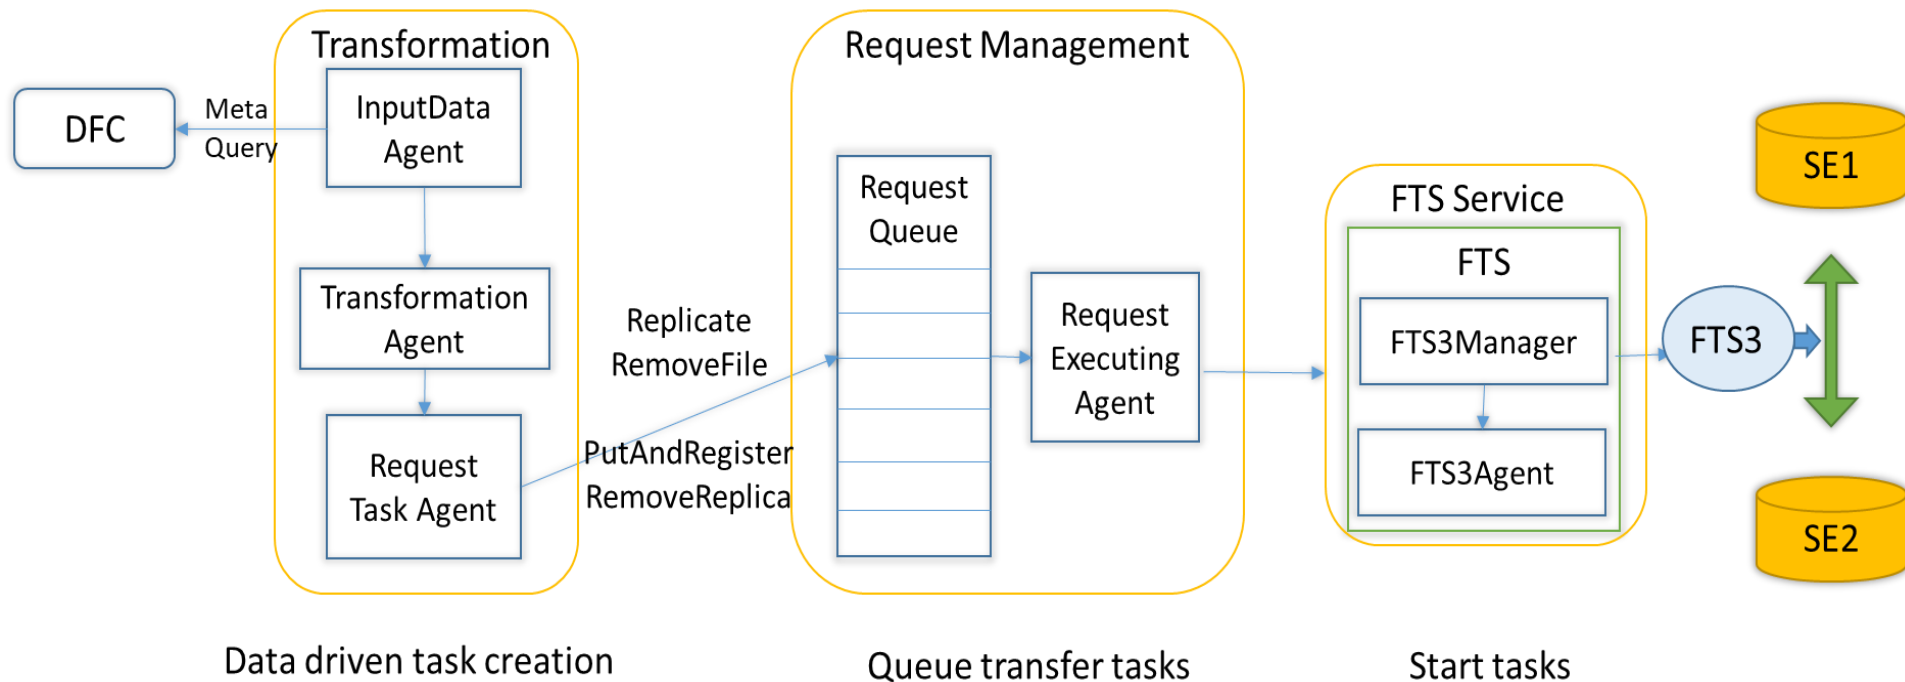 Transformation
DFC
Meta
Query
InputData
Agent
Transformation
Agent
Request
Task Agent
Replicate
RemoveFile
PutAndRegister
RemoveReplica
Request Management
Request
Queue
Request
Executing
Agent
FTS Service
FTS
FTS3Manager
FTS3Agent
FTS3
SE1
SE2
Data driven task creation
Queue transfer tasks
Start tasks